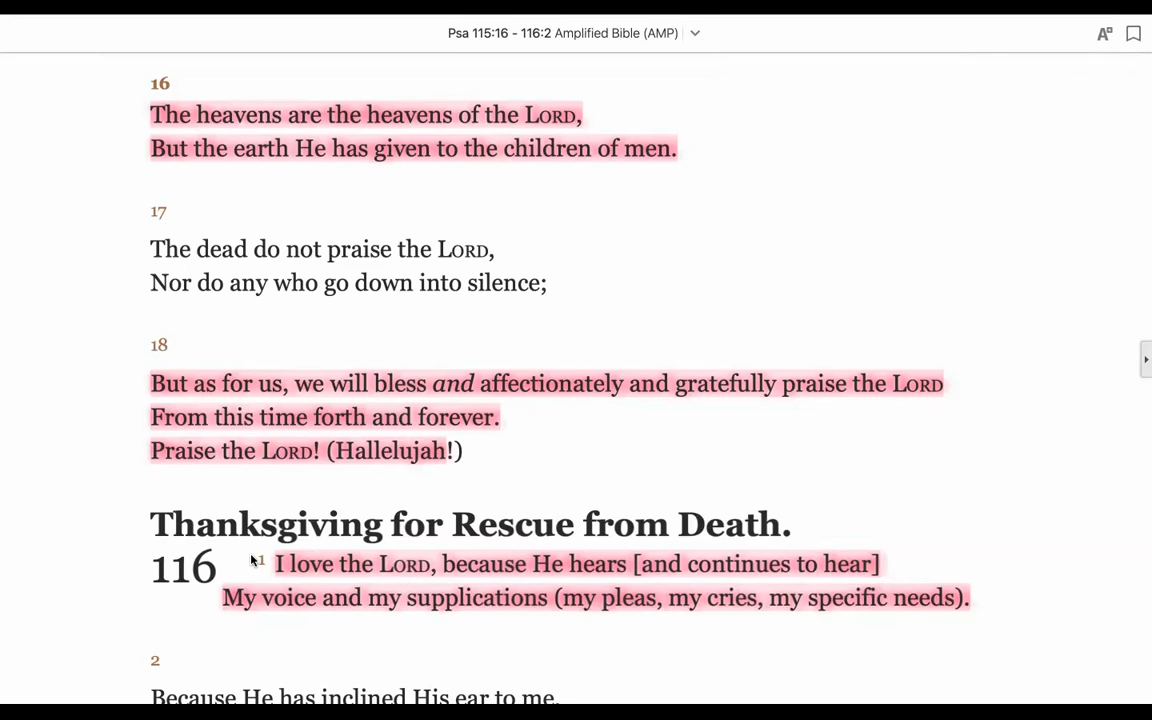 Psa 115:16 - 116:2 Amplified Bible (AMP)
16
The heavens are the heavens of the LORD,
But the earth He has given to the children of men.
17
The dead do not praise the LORD,
Nor do any who go down into silence;
18
But as for us, we will bless and affectionately and gratefully praise the LORD
From this time forth and forever.
Praise the LORD! (Hallelujah!)
Thanksgiving for Rescue from Death.
116 1 I love the LORD, because He hears [and continues to hear]
My voice and my supplications (my pleas, my cries, my specific needs).
2
Because He has inclined His ear to me,